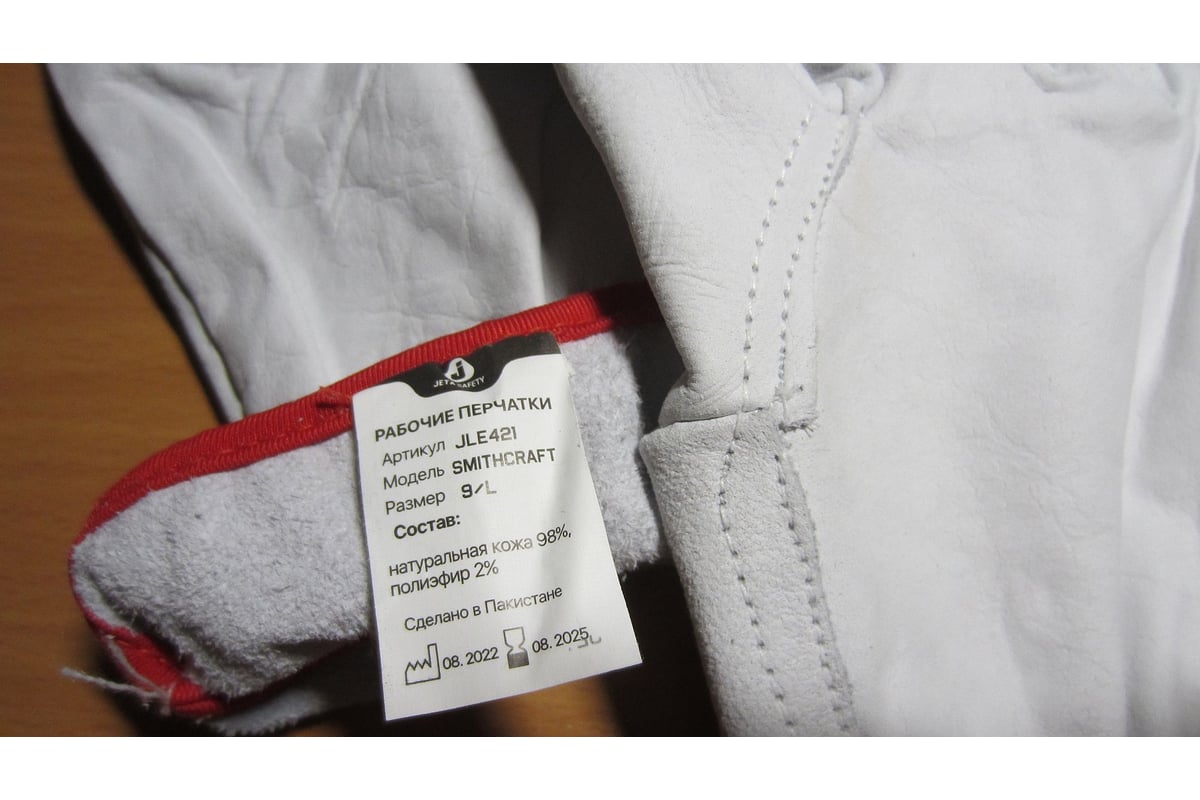 JETA SAFETY
РАБОЧИЕ ПЕРЧАТКИ
Артикул JLE421
Модель SMITHCRAFT
Размер 9/L
Состав:
натуральная кожа 98%,
полиэфир 2%
Сделано в Пакистане
08. 2022 08. 2025